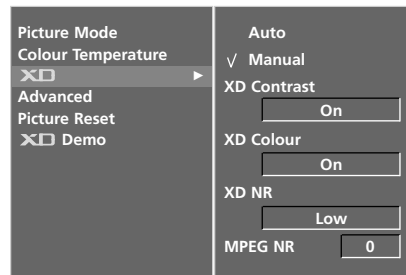 Picture Mode
Colour Temperature
XD
Advanced
Picture Reset
XD Demo
Auto
√ Manual
XD Contrast
On
XD Colour
On
XD NR
Low
MPEG NR 0